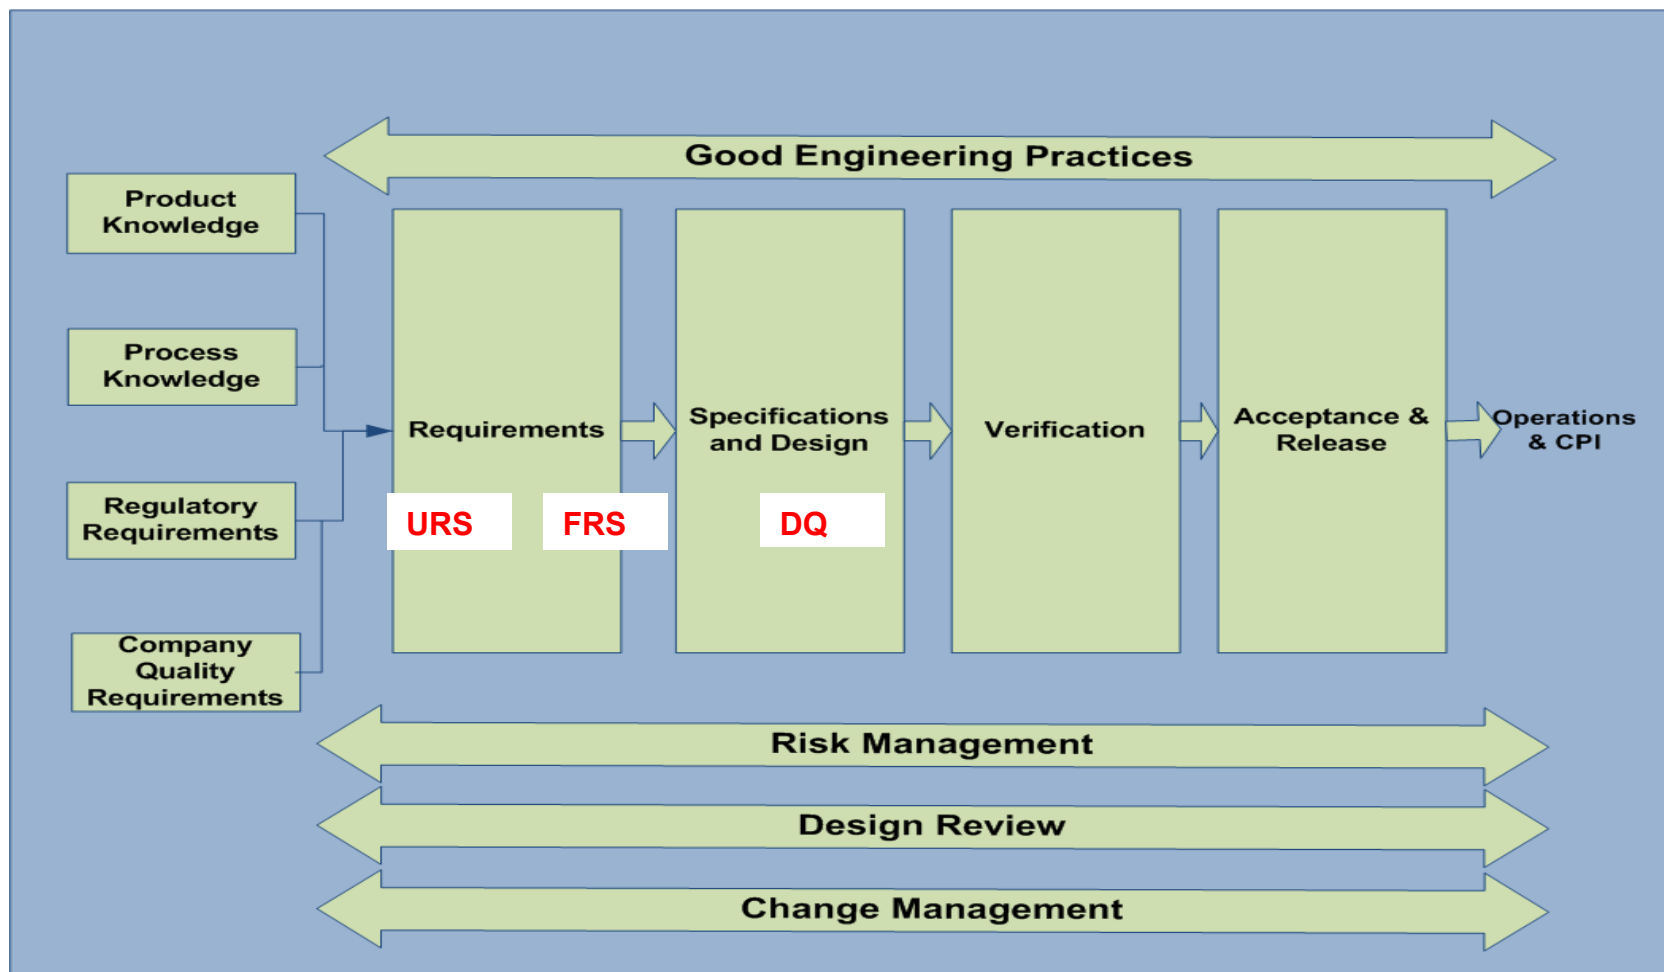 Good Engineering Practices
Product
Knowledge
Process
Knowledge
Regulatory
Requirements
Company
Quality
Requirements
Requirements
URS
FRS
Specifications
and Design
DQ
Verification
Acceptance &
Release
Operations
& CPI
Risk Management
Design Review
Change Management